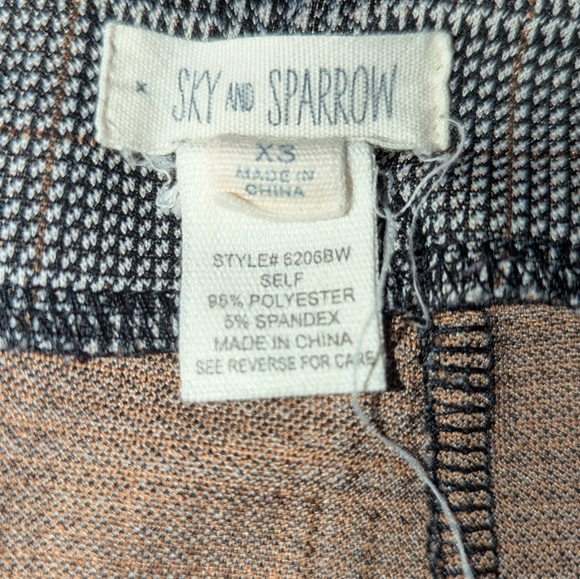 SKY AND SPARROW
XS
MADE IN
CHINA
STYLE# 6206BW
SELF
95% POLYESTER
5% SPANDEX
MADE IN CHINA
SEE REVERSE FOR CARE